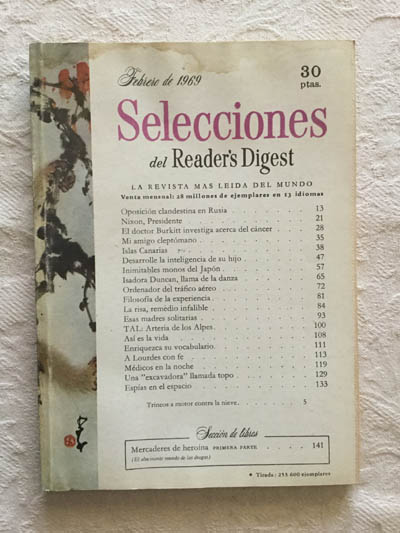 Febrero de 1969
30 ptas.
Selecciones
del Reader's Digest
LA REVISTA MAS LEIDA DEL MUNDO
Venta mensual: 28 millones de ejemplares en 13 idiomas
Oposición clandestina en Rusia . . . 13
Nixon, Presidente . . . 21
El doctor Burkitt investiga acerca del cáncer . . . 28
Mi amigo cleptómano . . . 35
Islas Canarias . . . 38
Desarrolle la inteligencia de su hijo . . . 47
Inimitables monos del Japón . . . 57
Isadora Duncan, llama de la danza . . . 65
Ordenador del tráfico aéreo . . . 72
Filosofía de la experiencia . . . 81
La risa, remedio infalible . . . 84
Esas madres solitarias . . . 93
TAL: Arteria de los Alpes . . . 100
Así es la vida . . . 108
Enriquezca su vocabulario . . . 111
A Lourdes con fe . . . 113
Médicos en la noche . . . 119
Una "excavadora" llamada topo . . . 129
Espías en el espacio . . . 133
Trineos a motor contra la nieve . . . 5
Sección de libros
Mercaderes de heroína PRIMERA PARTE . . . 141
(El alucinante mundo de las drogas)
• Tirada: 255.600 ejemplares